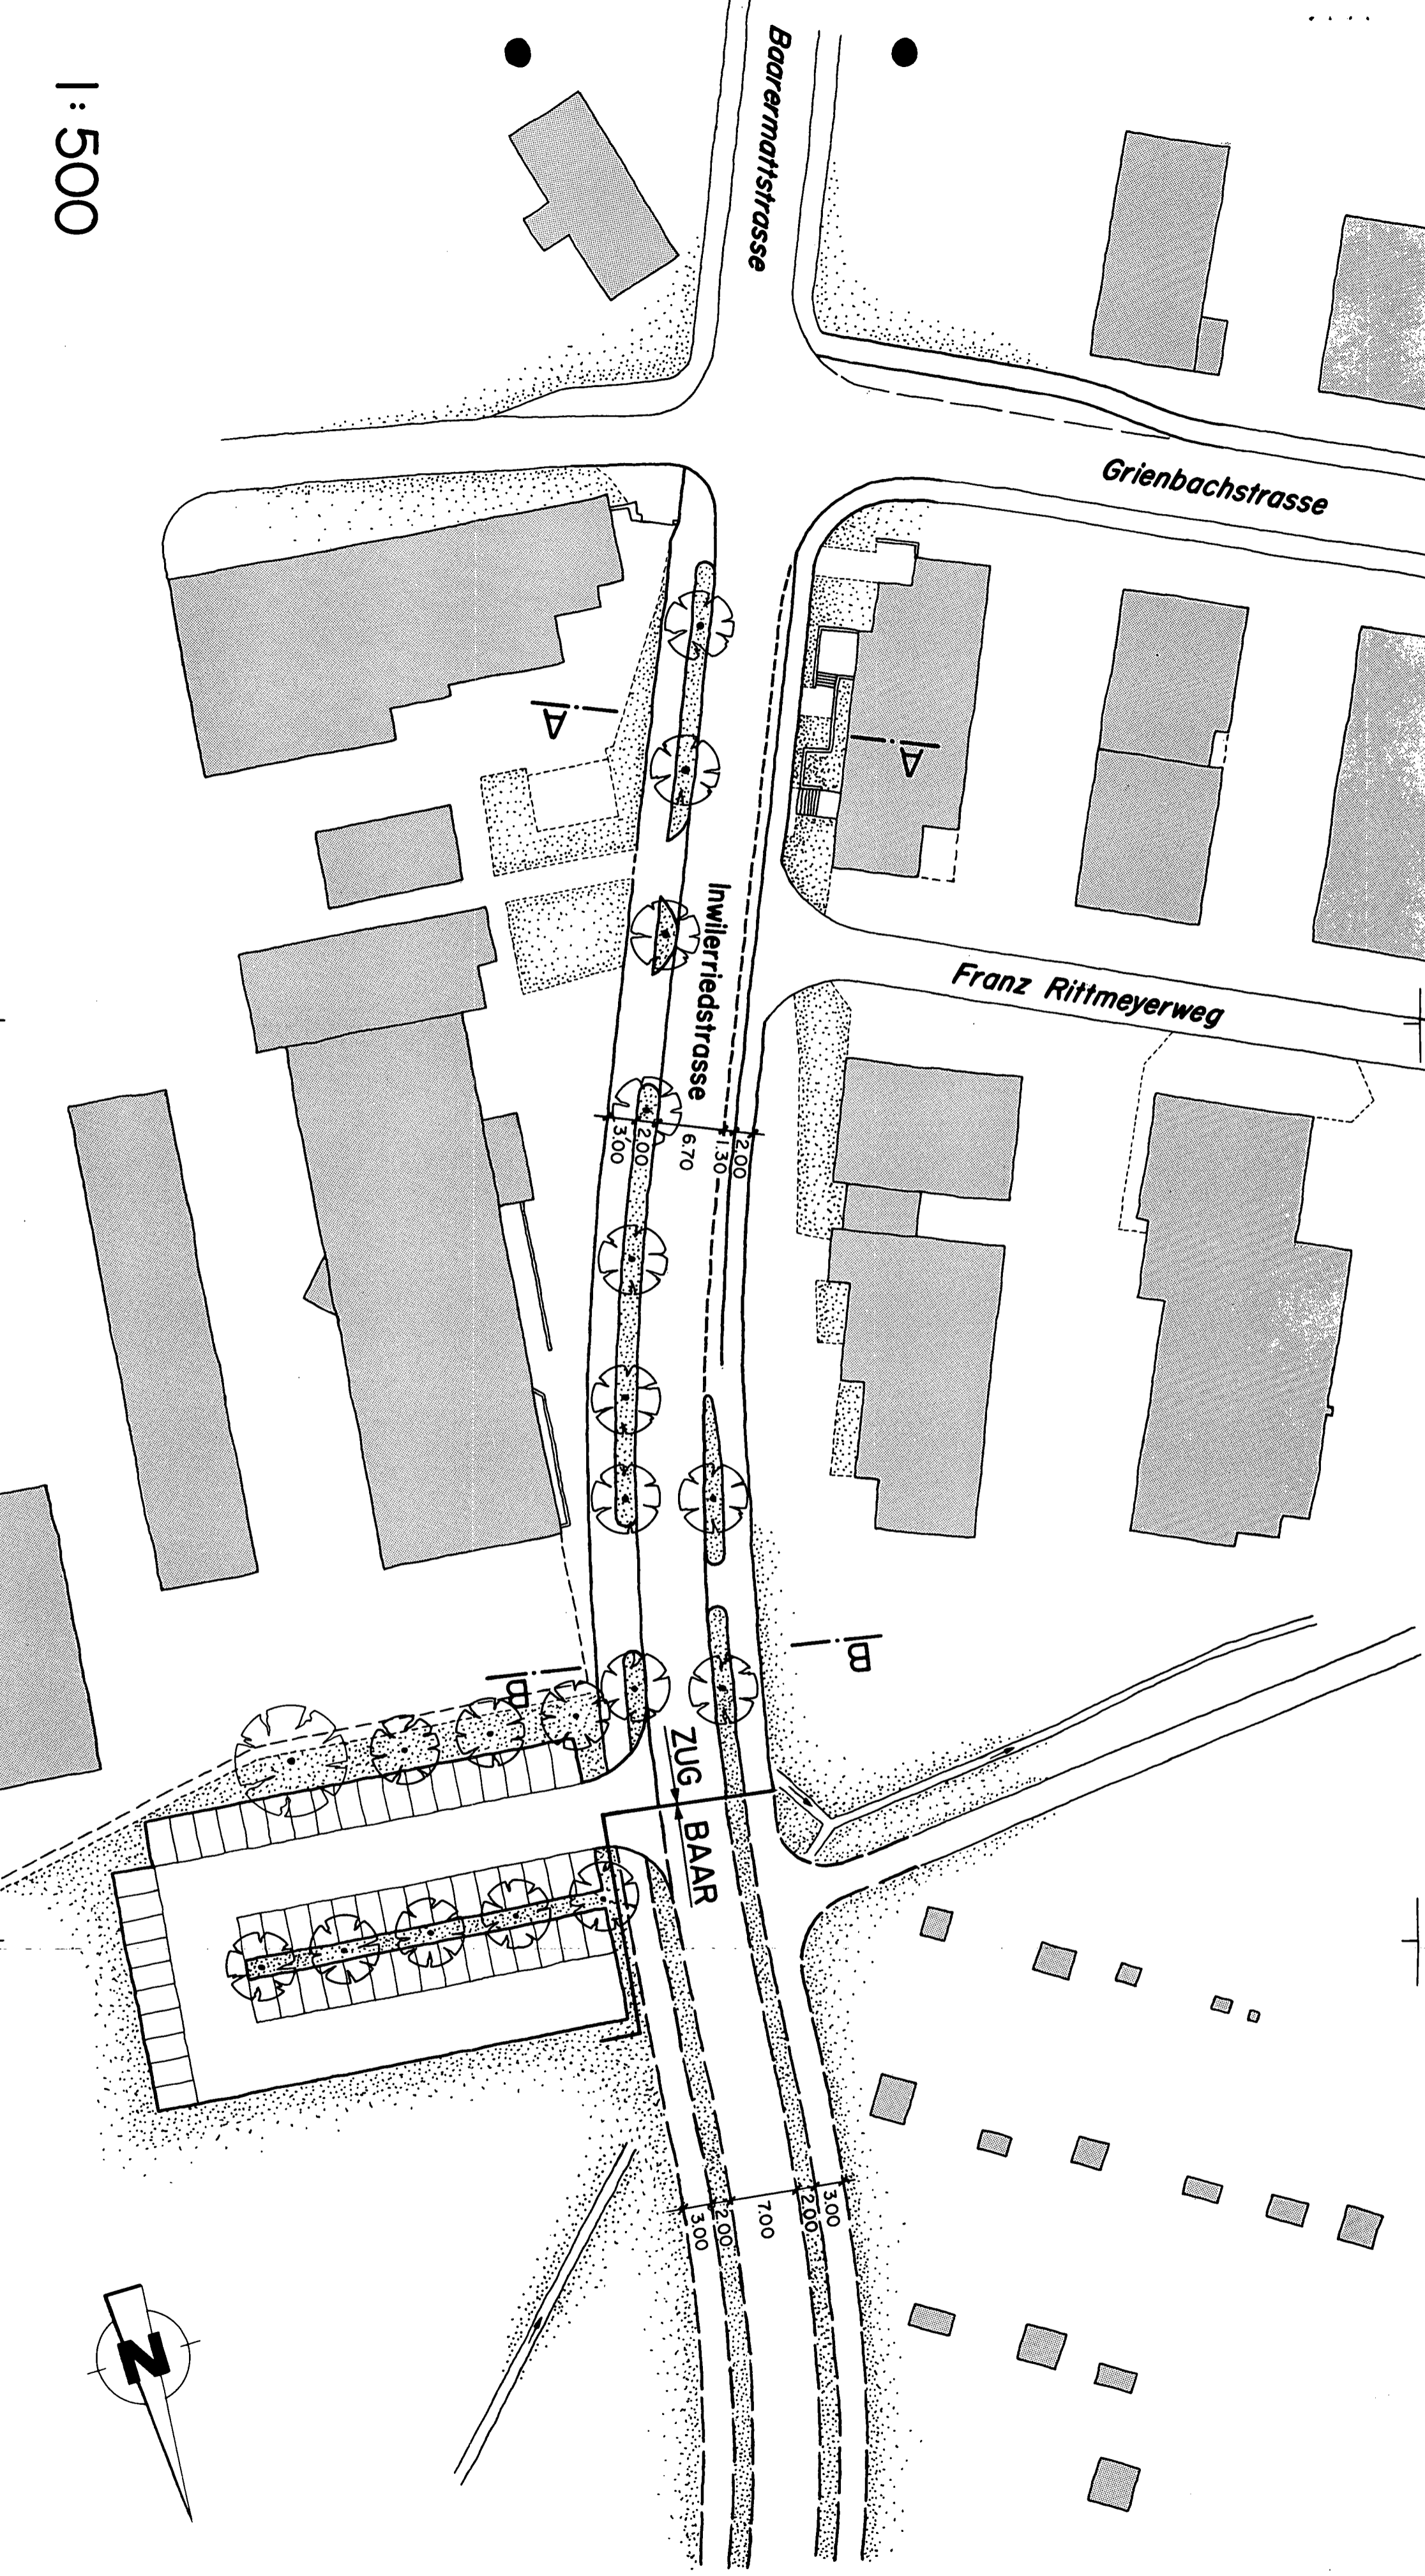 1:500
Baarermattstrasse
Grienbachstrasse
A
A
Inwilerriedstrasse
Franz Rittmeyerweg
3.00
2.00
6.70
1.30
2.00
B
B
ZUG
BAAR
3.00
2.00
7.00
2.00
3.00
N